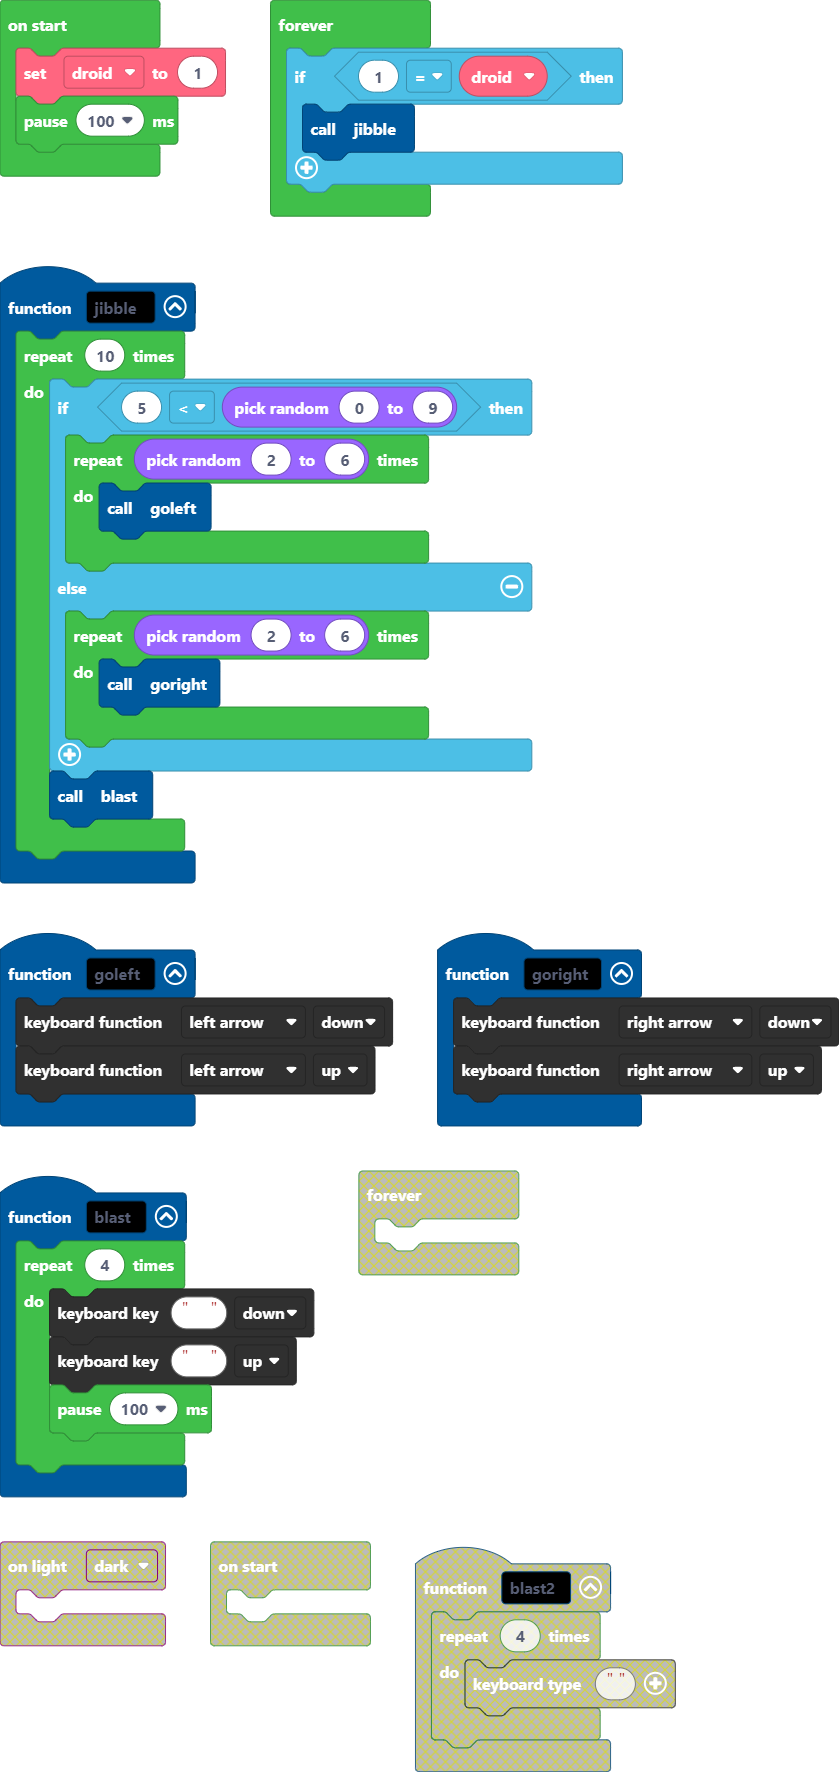 on start
set droid to 1
pause 100 ms
forever
if 1 = droid then
call jibble
function jibble
repeat 10 times
do
if 5 < pick random 0 to 9 then
repeat pick random 2 to 6 times
do
call goleft
else
repeat pick random 2 to 6 times
do
call goright
call blast
function goleft
keyboard function left arrow down
keyboard function left arrow up
function goright
keyboard function right arrow down
keyboard function right arrow up
function blast
repeat 4 times
do
keyboard key " " down
keyboard key " " up
pause 100 ms
forever
on light dark
on start
function blast2
repeat 4 times
do
keyboard type " "